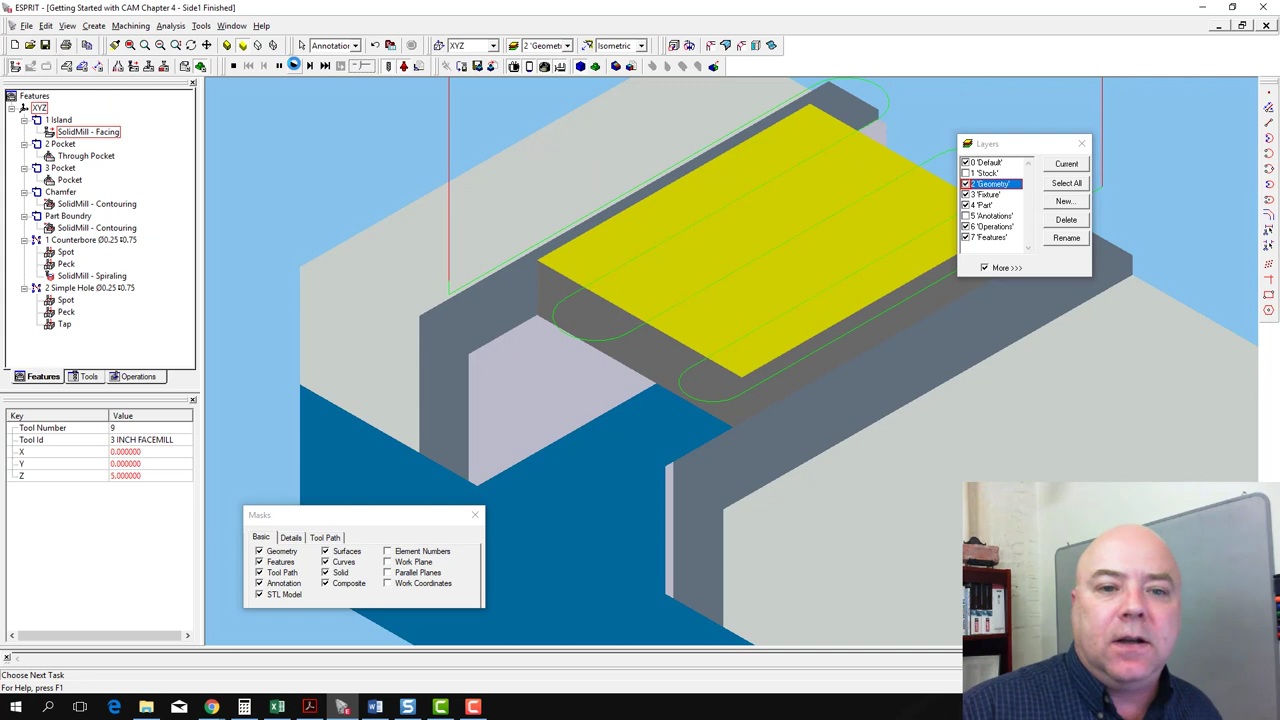 ESPRIT - [Getting Started with CAM Chapter 4 - Side1 Finished]
File Edit View Create Machining Analysis Tools Window Help
Annotation XYZ 2 'Geometr Isometric
Features
XYZ
1 Island
SolidMill - Facing
2 Pocket
Through Pocket
3 Pocket
Pocket
Chamfer
SolidMill - Contouring
Part Boundary
SolidMill - Contouring
1 Counterbore Ø0.25↧0.75
Spot
Peck
SolidMill - Spiraling
2 Simple Hole Ø0.25↧0.75
Spot
Peck
Tap
Features Tools Operations
Key Value
Tool Number 9
Tool Id 3 INCH FACEMILL
X 0.000000
Y 0.000000
Z 5.000000
Layers
0 'Default'
1 'Stock'
2 'Geometry'
3 'Fixture'
4 'Part'
5 'Anotations'
6 'Operations'
7 'Features'
Current
Select All
New...
Delete
Rename
More >>>
Masks
Basic Details Tool Path
Geometry Surfaces Element Numbers
Features Curves Work Plane
Tool Path Solid Parallel Planes
Annotation Composite Work Coordinates
STL Model
Choose Next Task
For Help, press F1